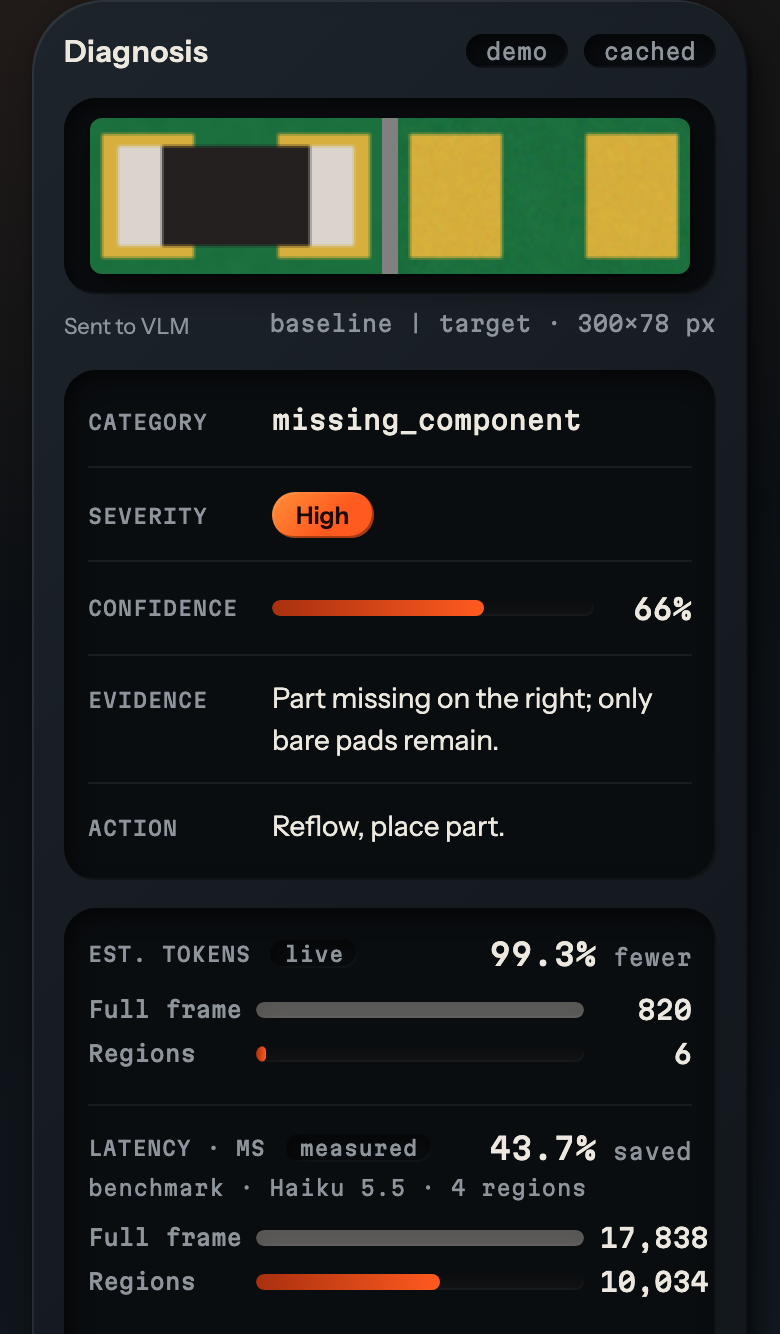 Diagnosis demo cached
Sent to VLM baseline | target · 300×78 px
CATEGORY missing_component
SEVERITY High
CONFIDENCE 66%
EVIDENCE Part missing on the right; only
bare pads remain.
ACTION Reflow, place part.
EST. TOKENS live 99.3% fewer
Full frame 820
Regions 6
LATENCY · MS measured 43.7% saved
benchmark · Haiku 5.5 · 4 regions
Full frame 17,838
Regions 10,034